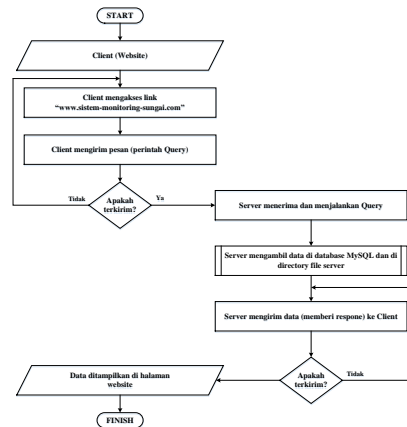 START
Client (Website)
Client mengakses link
“www.sistem-monitoring-sungai.com”
Client mengirim pesan (perintah Query)
Tidak
Apakah
terkirim?
Ya
Server menerima dan menjalankan Query
Server mengambil data di database MySQL dan di
directory file server
Server mengirim data (memberi respone) ke Client
Apakah
terkirim?
Tidak
Data ditampilkan di halaman
website
FINISH